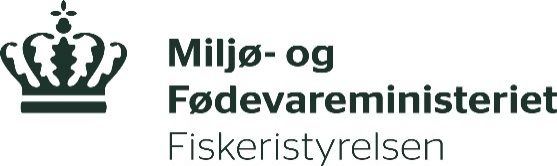 Miljø- og
Fødevareministeriet
Fiskeristyrelsen